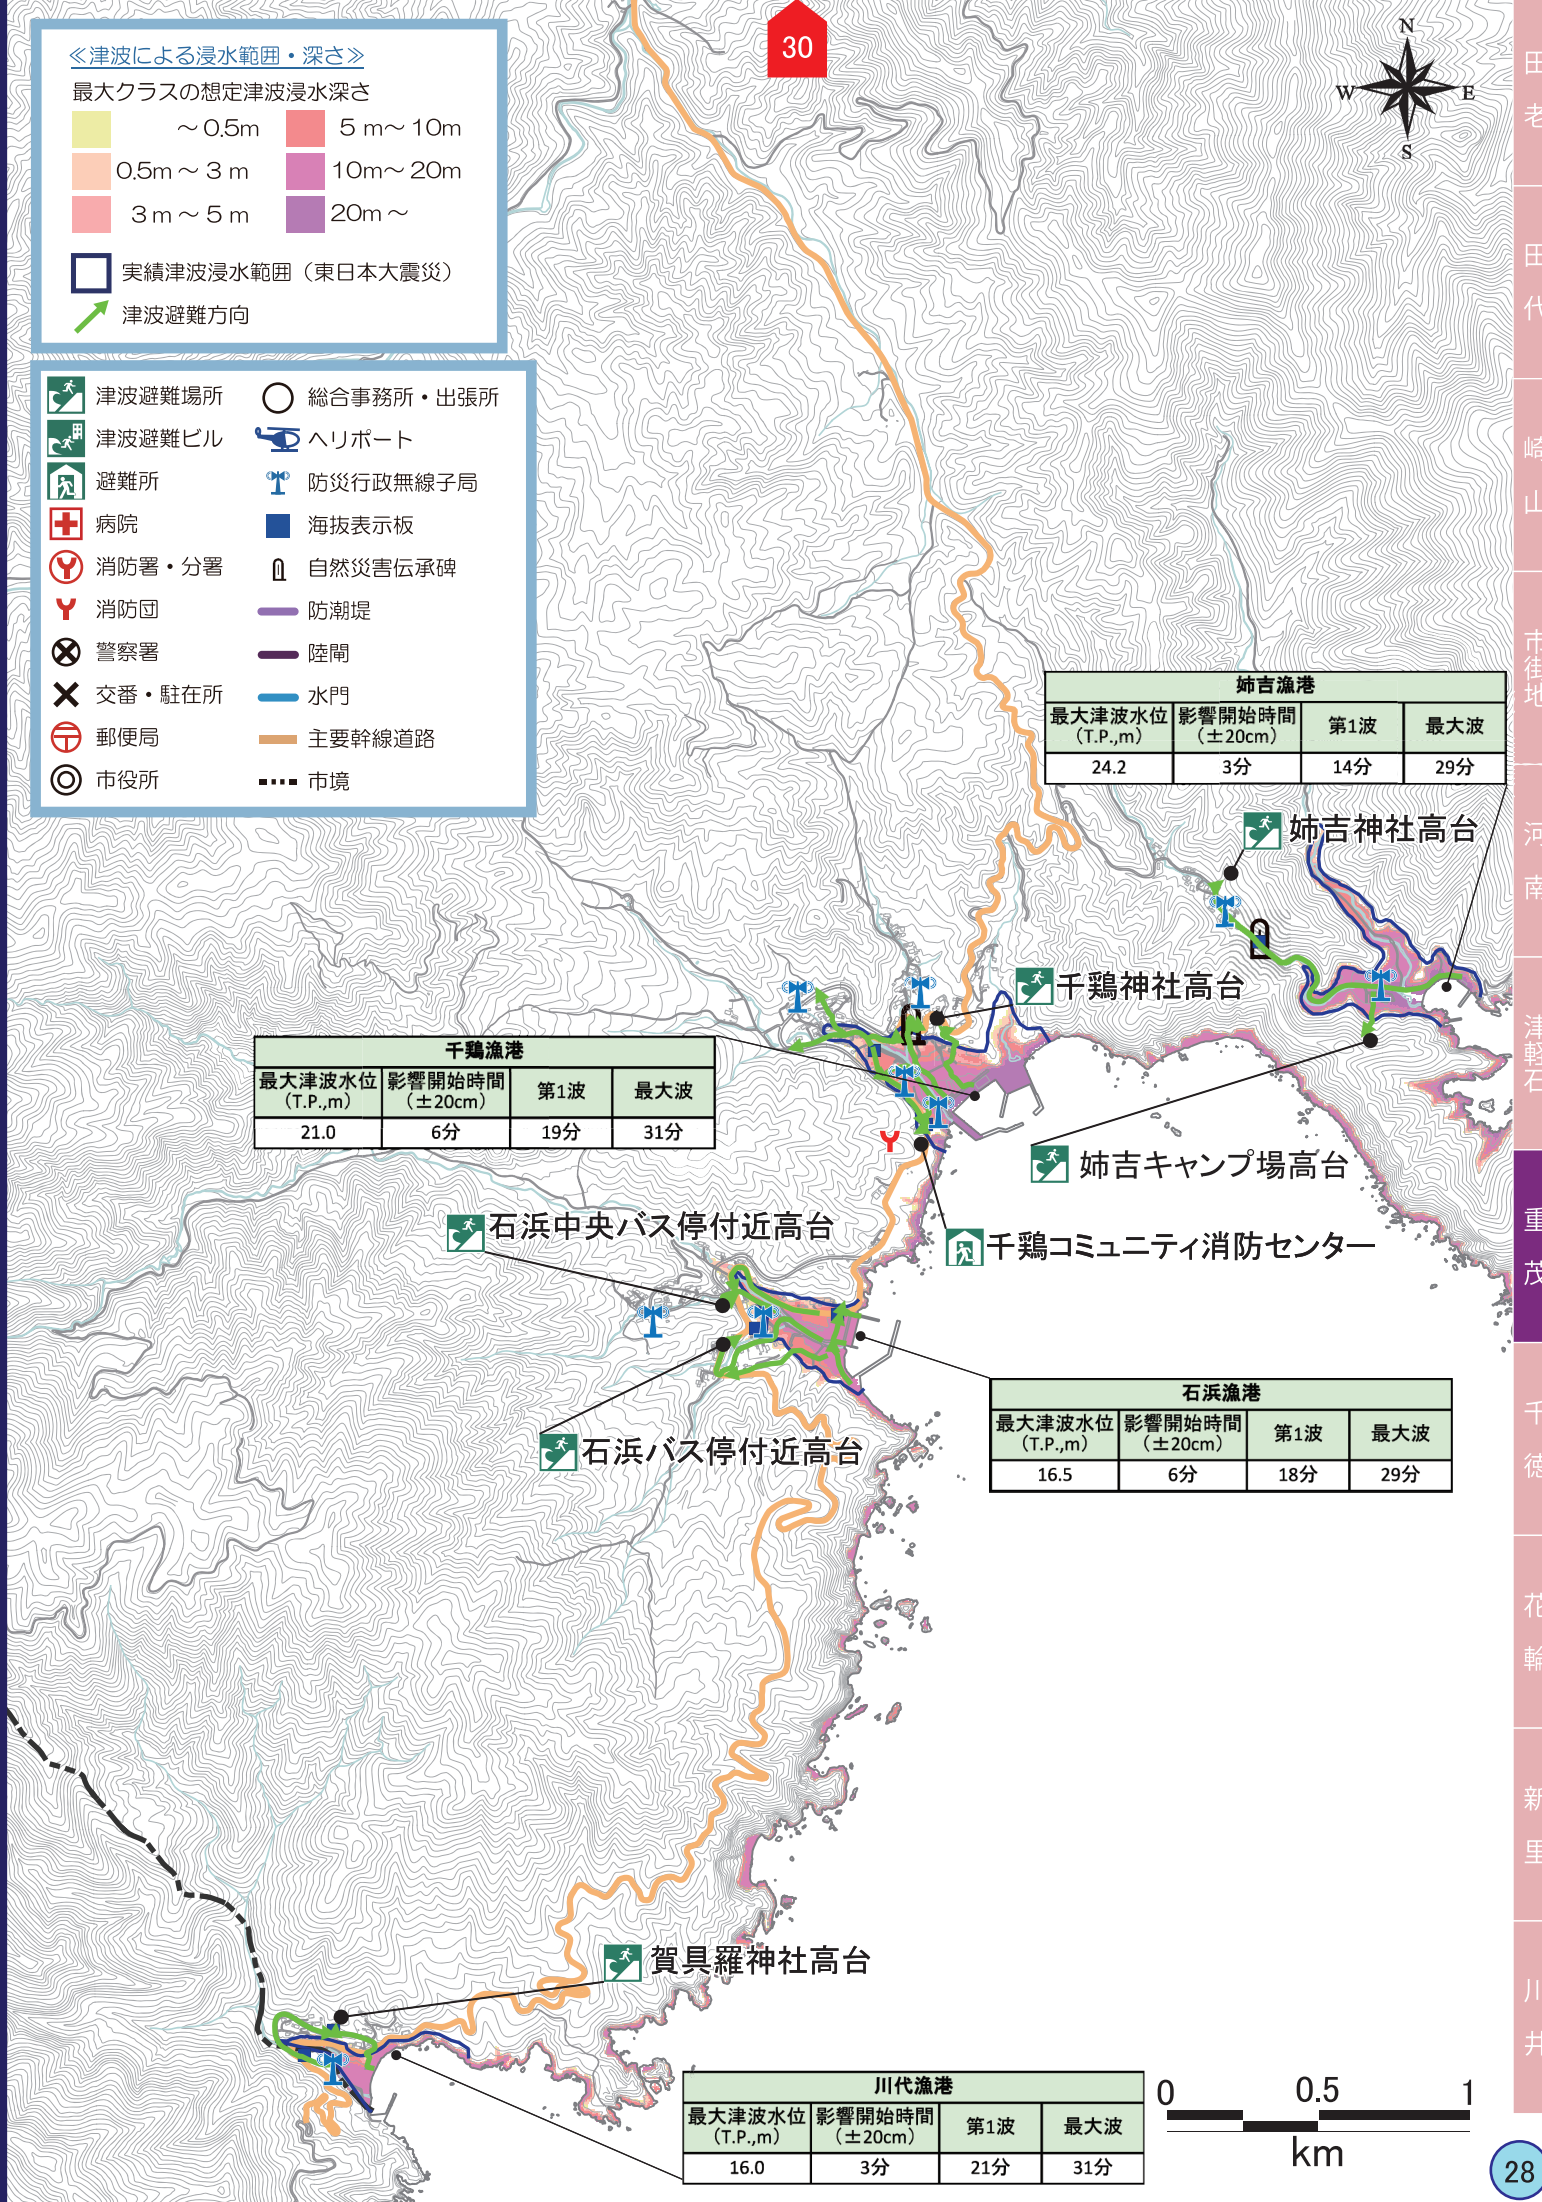 30
N
W
E
S
≪津波による浸水範囲・深さ≫
最大クラスの想定津波浸水深さ
～0.5m
5m～10m
0.5m～3m
10m～20m
3m～5m
20m～
実績津波浸水範囲（東日本大震災）
津波避難方向
津波避難場所
総合事務所・出張所
津波避難ビル
ヘリポート
避難所
防災行政無線子局
病院
海抜表示板
消防署・分署
自然災害伝承碑
消防団
防潮堤
警察署
陸閘
交番・駐在所
水門
郵便局
主要幹線道路
市役所
市境
姉吉漁港
最大津波水位（T.P.,m） 影響開始時間（±20cm） 第1波 最大波
24.2 3分 14分 29分
姉吉神社高台
千鶏神社高台
千鶏漁港
最大津波水位（T.P.,m） 影響開始時間（±20cm） 第1波 最大波
21.0 6分 19分 31分
姉吉キャンプ場高台
石浜中央バス停付近高台
千鶏コミュニティ消防センター
石浜漁港
最大津波水位（T.P.,m） 影響開始時間（±20cm） 第1波 最大波
16.5 6分 18分 29分
石浜バス停付近高台
賀具羅神社高台
川代漁港
最大津波水位（T.P.,m） 影響開始時間（±20cm） 第1波 最大波
16.0 3分 21分 31分
0 0.5 1
km
田老
田代
崎山
市街地
河南
津軽石
重茂
千徳
花輪
新里
川井
28